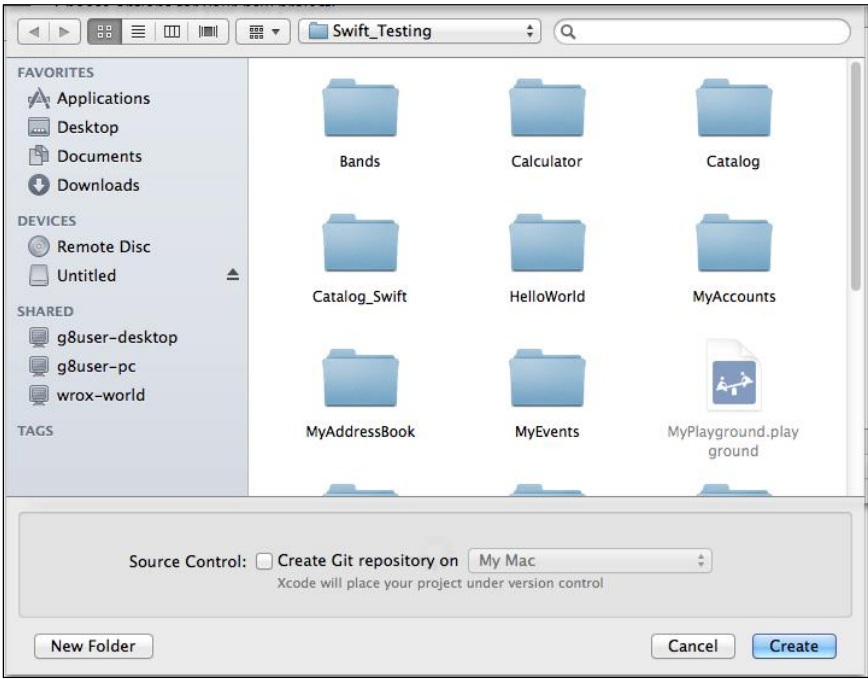 Swift_Testing
FAVORITES
Applications
Desktop
Documents
Downloads
DEVICES
Remote Disc
Untitled
SHARED
g8user-desktop
g8user-pc
wrox-world
TAGS
Bands
Calculator
Catalog
Catalog_Swift
HelloWorld
MyAccounts
MyAddressBook
MyEvents
MyPlayground.play
ground
Source Control: Create Git repository on My Mac
Xcode will place your project under version control
New Folder
Cancel
Create